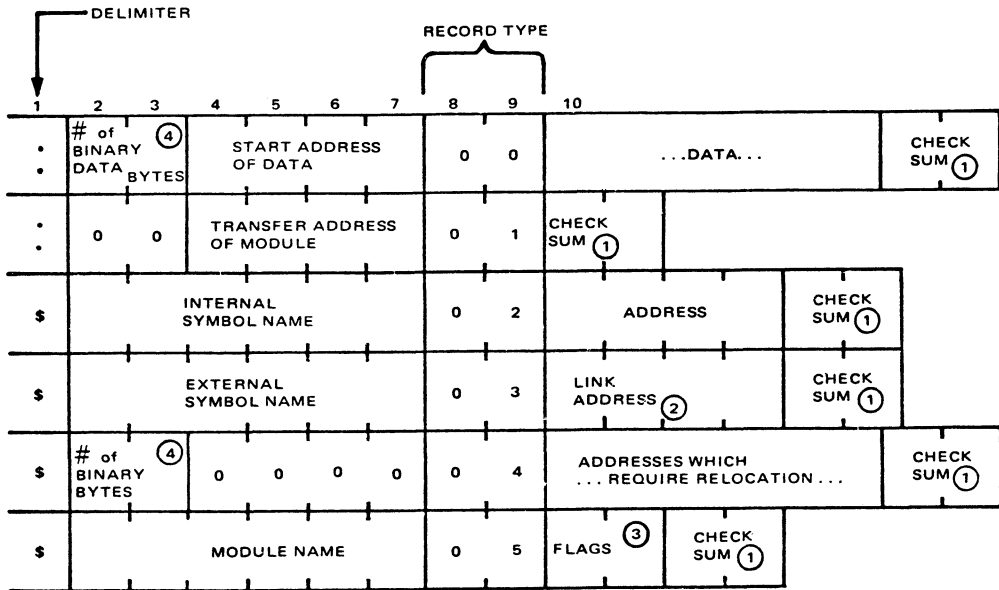 DELIMITER
RECORD TYPE
1 2 3 4 5 6 7 8 9 10
: # of ④ BINARY DATA BYTES START ADDRESS OF DATA 0 0 ...DATA... CHECK SUM ①
: 0 0 TRANSFER ADDRESS OF MODULE 0 1 CHECK SUM ①
$ INTERNAL SYMBOL NAME 0 2 ADDRESS CHECK SUM ①
$ EXTERNAL SYMBOL NAME 0 3 LINK ADDRESS ② CHECK SUM ①
$ # of ④ BINARY BYTES 0 0 0 0 0 4 ADDRESSES WHICH ... REQUIRE RELOCATION ... CHECK SUM ①
$ MODULE NAME 0 5 FLAGS ③ CHECK SUM ①